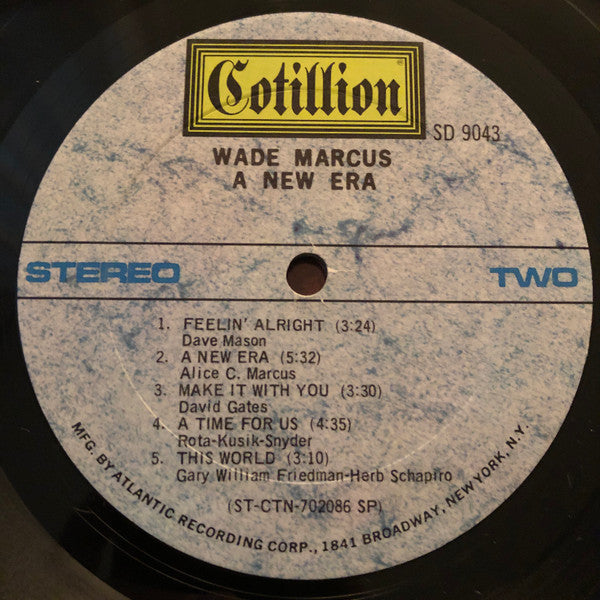 Cotillion
®
SD 9043
WADE MARCUS
A NEW ERA
STEREO
TWO
1. FEELIN' ALRIGHT (3:24)
Dave Mason
2. A NEW ERA (5:32)
Alice C. Marcus
3. MAKE IT WITH YOU (3:30)
David Gates
4. A TIME FOR US (4:35)
Rota-Kusik-Snyder
5. THIS WORLD (3:10)
Gary William Friedman-Herb Schapiro
(ST-CTN-702086 SP)
MFG. BY ATLANTIC RECORDING CORP., 1841 BROADWAY, NEW YORK, N.Y.